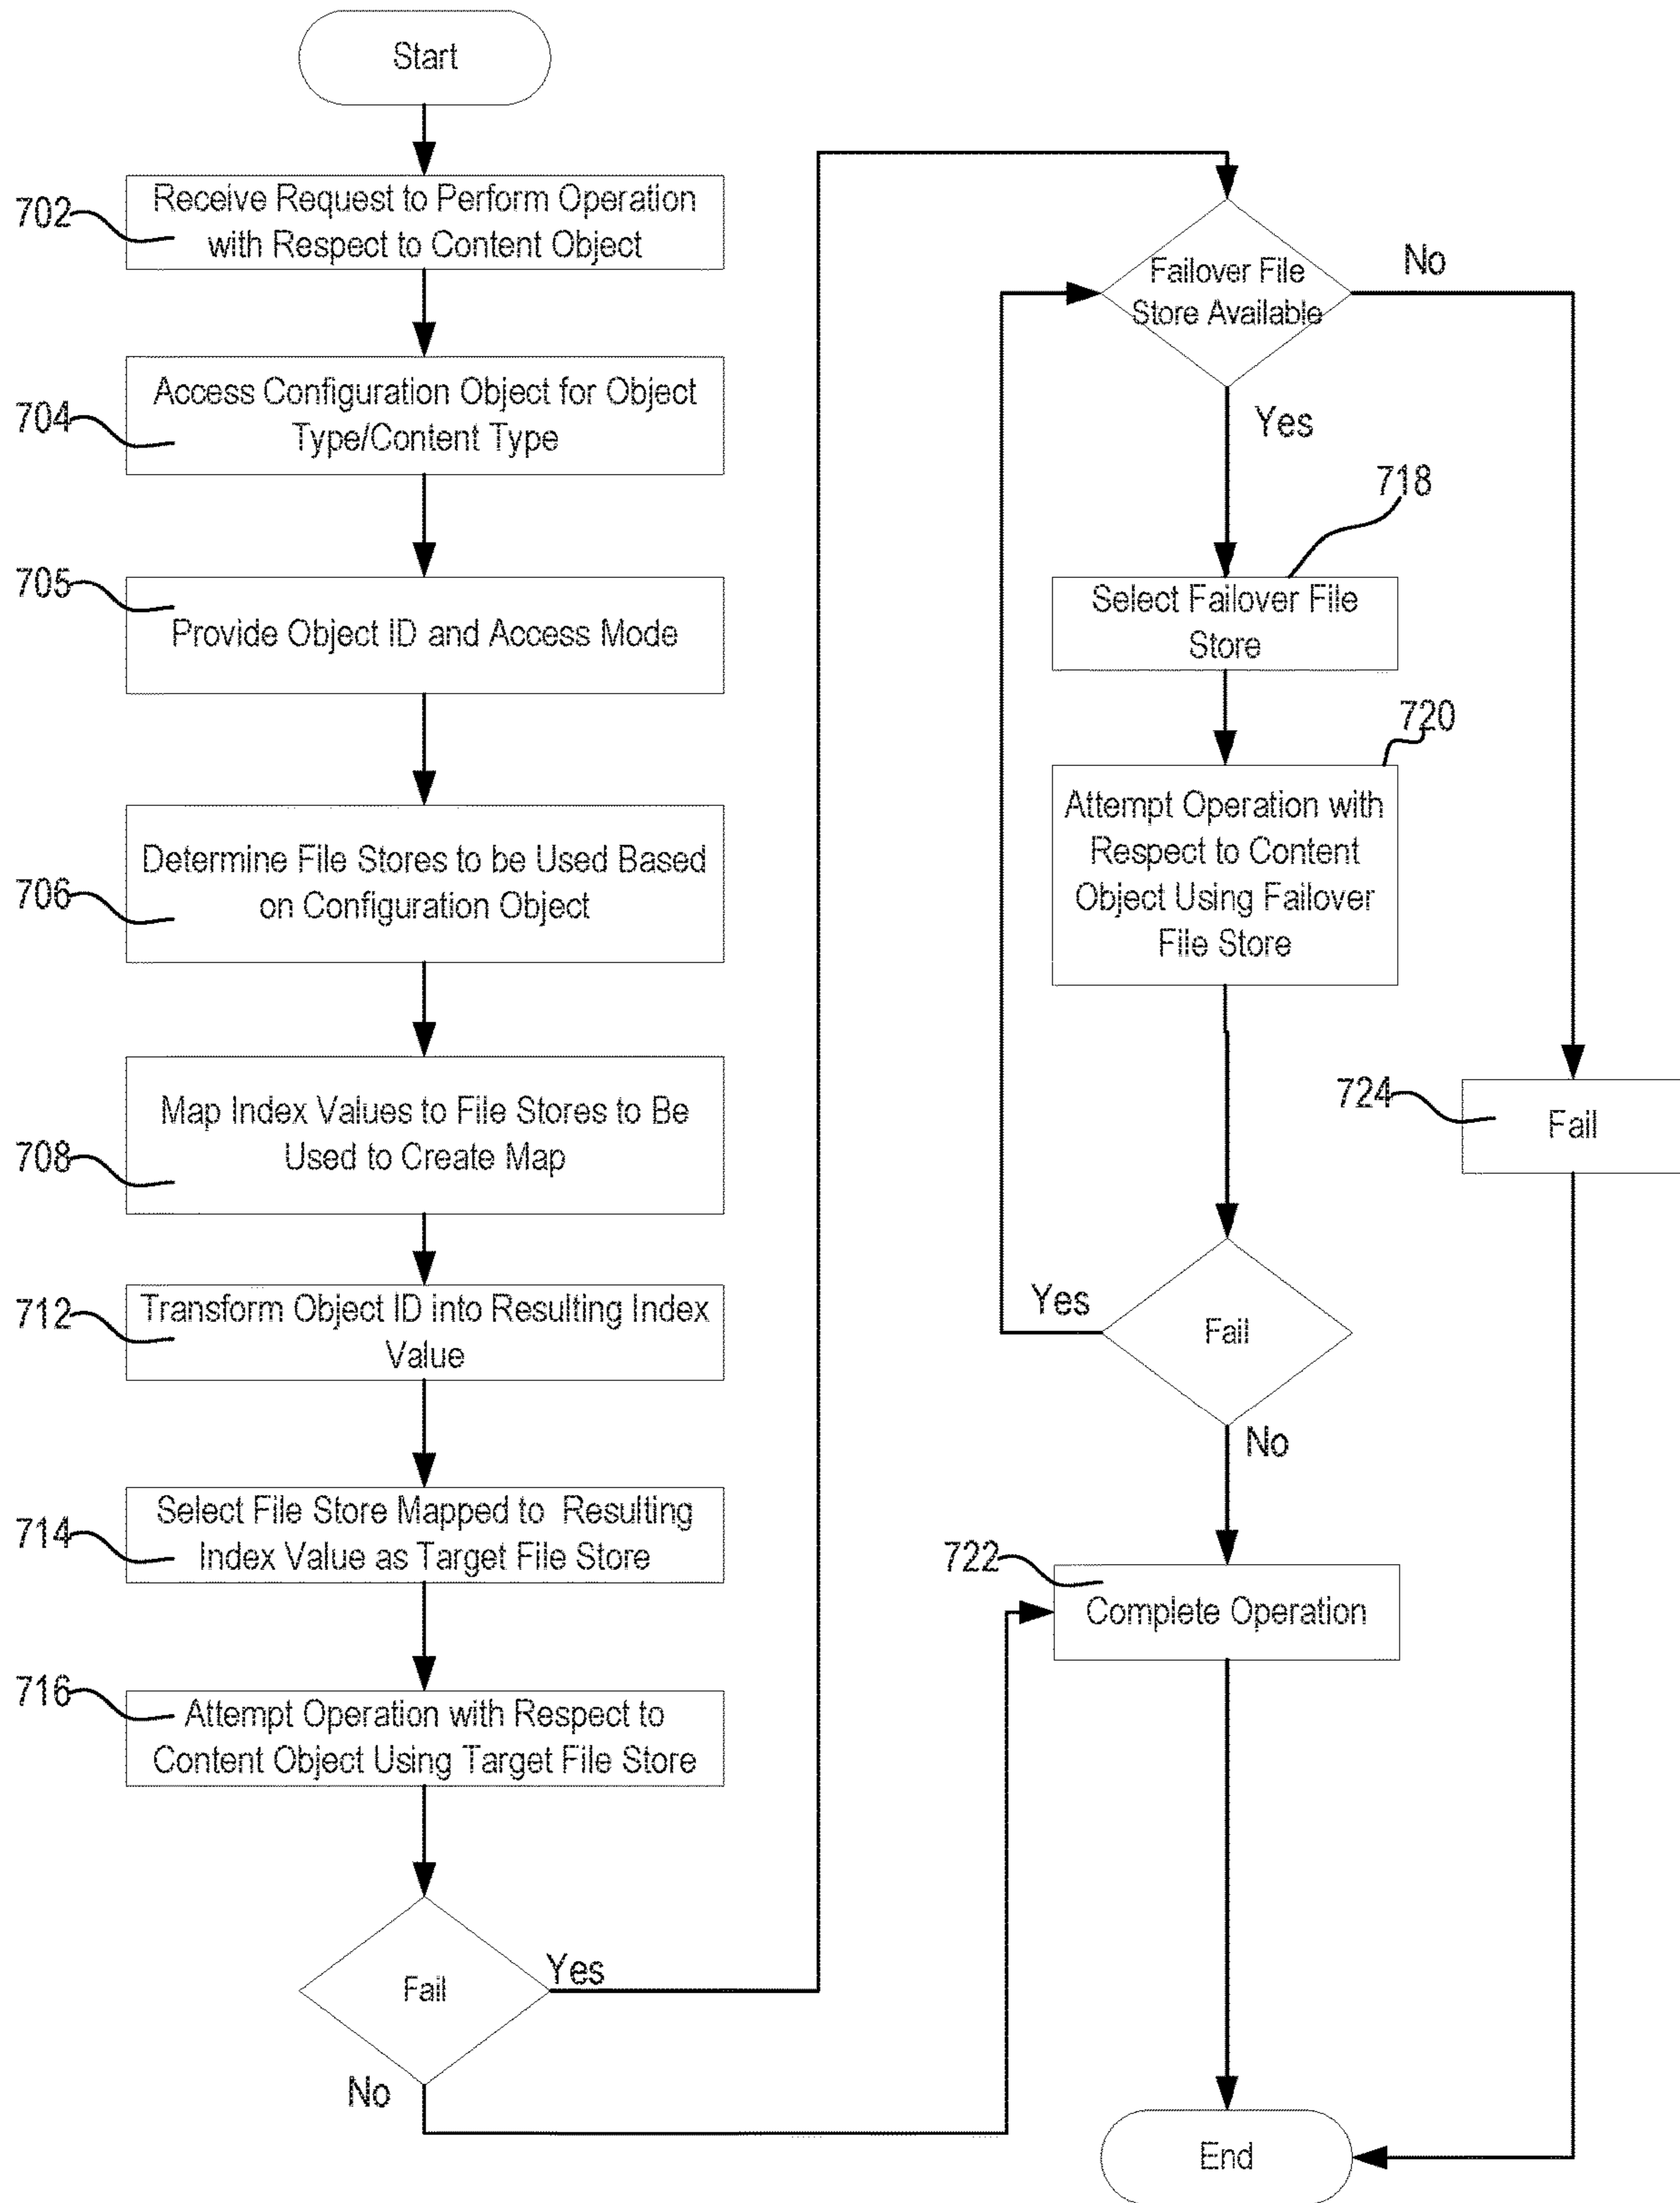 Start
702
Receive Request to Perform Operation
with Respect to Content Object
704
Access Configuration Object for Object
Type/Content Type
705
Provide Object ID and Access Mode
706
Determine File Stores to be Used Based
on Configuration Object
708
Map Index Values to File Stores to Be
Used to Create Map
712
Transform Object ID into Resulting Index
Value
714
Select File Store Mapped to Resulting
Index Value as Target File Store
716
Attempt Operation with Respect to
Content Object Using Target File Store
Fail
Yes
No
Failover File
Store Available
No
Yes
718
Select Failover File
Store
720
Attempt Operation with
Respect to Content
Object Using Failover
File Store
724
Fail
Yes
Fail
No
722
Complete Operation
End